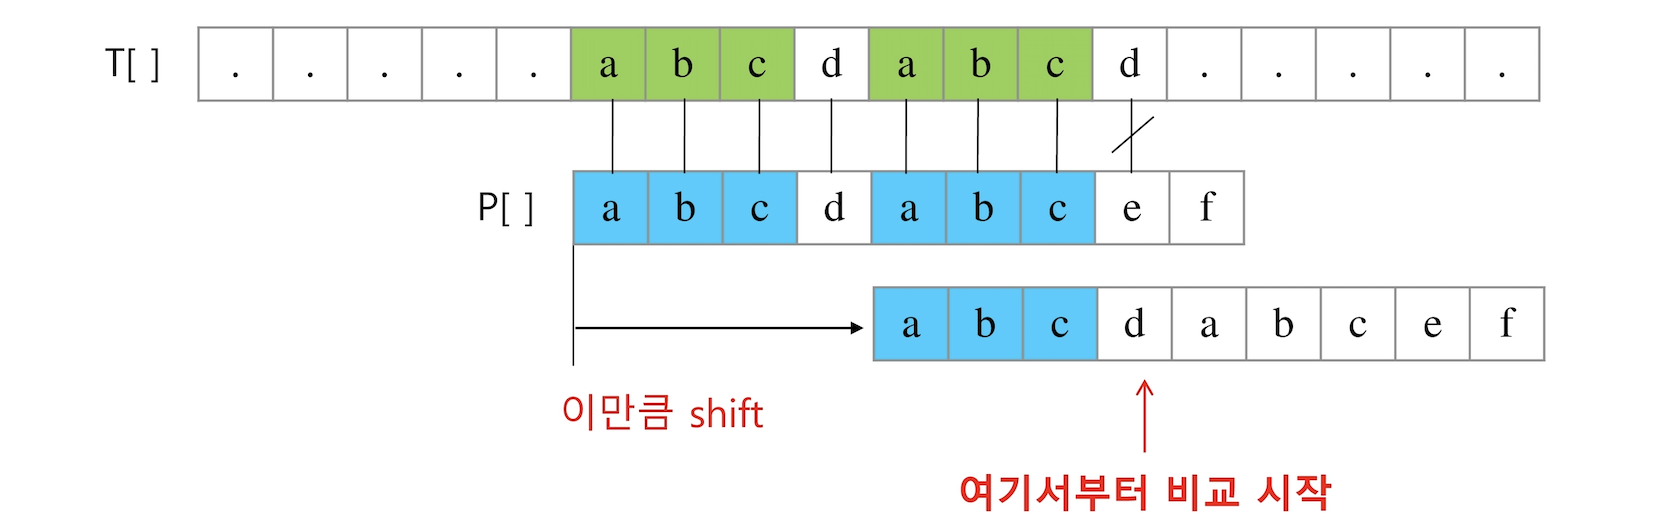 T[ ] . . . . . a b c d a b c d . . . . .
P[ ] a b c d a b c e f
a b c d a b c e f
이만큼 shift
여기서부터 비교 시작